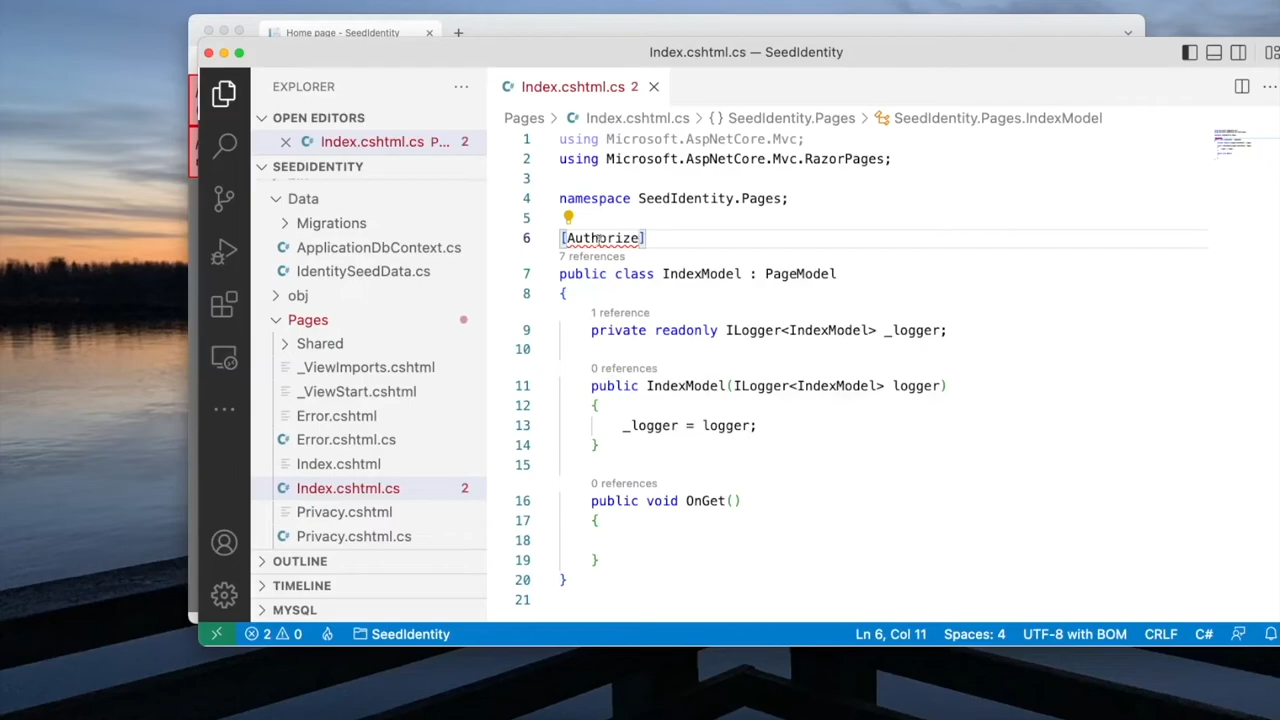 Home page - SeedIdentity
Index.cshtml.cs — SeedIdentity
EXPLORER
OPEN EDITORS
Index.cshtml.cs P... 2
SEEDIDENTITY
Data
Migrations
ApplicationDbContext.cs
IdentitySeedData.cs
obj
Pages
Shared
_ViewImports.cshtml
_ViewStart.cshtml
Error.cshtml
Error.cshtml.cs
Index.cshtml
Index.cshtml.cs 2
Privacy.cshtml
Privacy.cshtml.cs
OUTLINE
TIMELINE
MYSQL
Index.cshtml.cs 2
Pages > Index.cshtml.cs > {} SeedIdentity.Pages > SeedIdentity.Pages.IndexModel
1 using Microsoft.AspNetCore.Mvc;
2 using Microsoft.AspNetCore.Mvc.RazorPages;
3
4 namespace SeedIdentity.Pages;
5
6 [Authorize]
7 references
7 public class IndexModel : PageModel
8 {
1 reference
9 private readonly ILogger<IndexModel> _logger;
10
0 references
11 public IndexModel(ILogger<IndexModel> logger)
12 {
13 _logger = logger;
14 }
15
0 references
16 public void OnGet()
17 {
18
19 }
20 }
21
2 0 SeedIdentity Ln 6, Col 11 Spaces: 4 UTF-8 with BOM CRLF C#